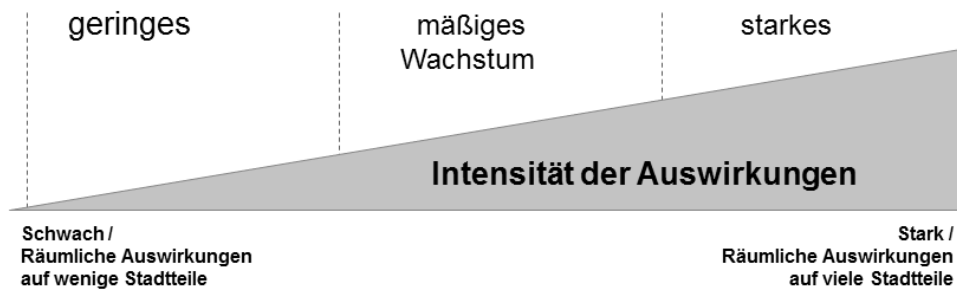 geringes mäßiges starkes
Wachstum
Intensität der Auswirkungen
Schwach /
Räumliche Auswirkungen
auf wenige Stadtteile
Stark /
Räumliche Auswirkungen
auf viele Stadtteile